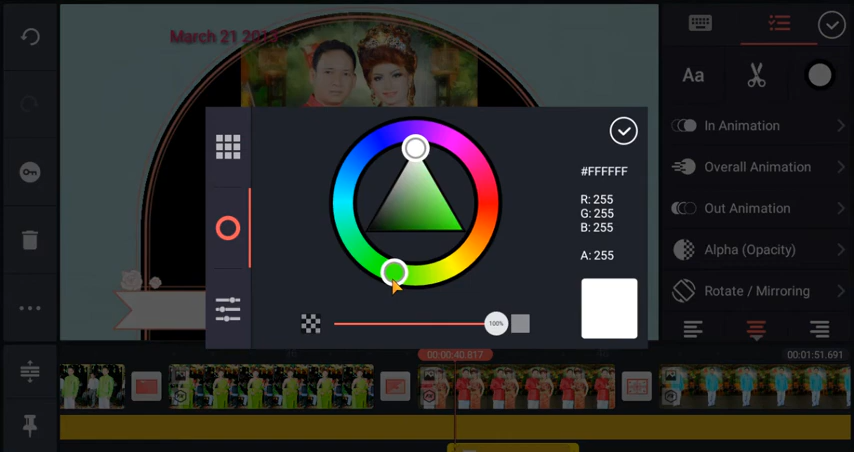 March 21 2013
Aa
In Animation
Overall Animation
Out Animation
Alpha (Opacity)
Rotate / Mirroring
#FFFFFF
R: 255
G: 255
B: 255
A: 255
100%
00:00:40.817
00:01:51.691